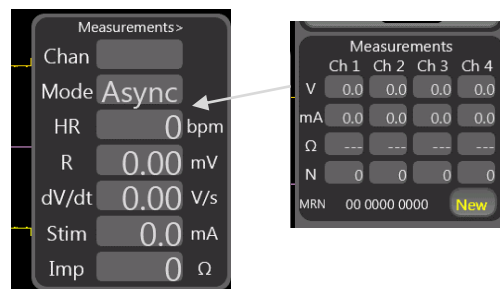 Measurements>
Chan
Mode Async
HR 0 bpm
R 0.00 mV
dV/dt 0.00 V/s
Stim 0.0 mA
Imp 0 Ω
Measurements
Ch 1 Ch 2 Ch 3 Ch 4
V 0.0 0.0 0.0 0.0
mA 0.0 0.0 0.0 0.0
Ω --- --- --- ---
N 0 0 0 0
MRN 00 0000 0000 New